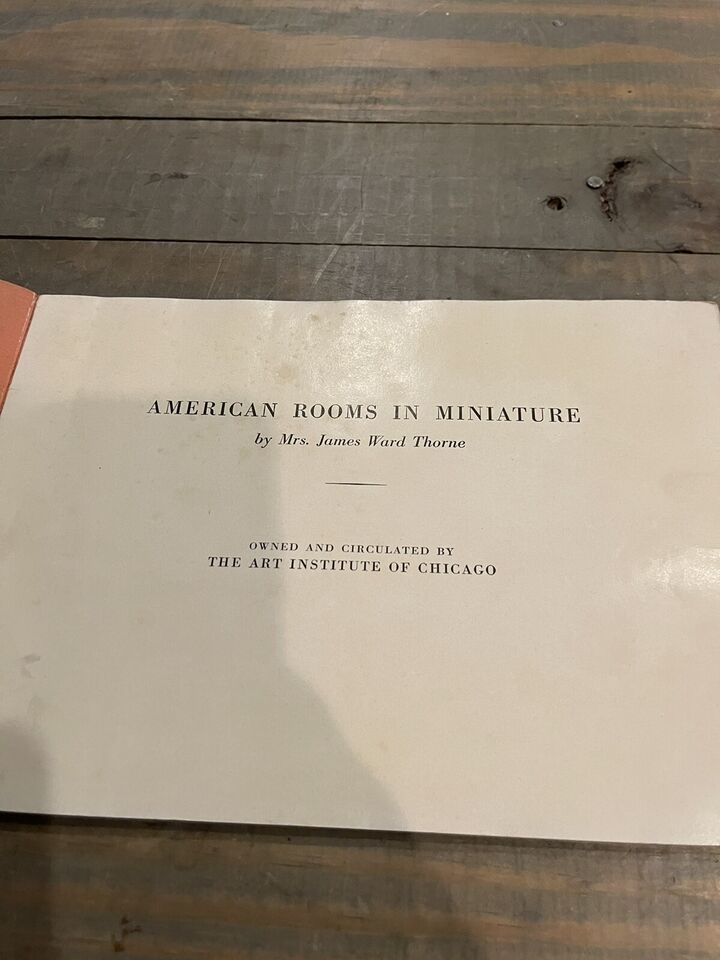 AMERICAN ROOMS IN MINIATURE
by Mrs. James Ward Thorne
OWNED AND CIRCULATED BY
THE ART INSTITUTE OF CHICAGO